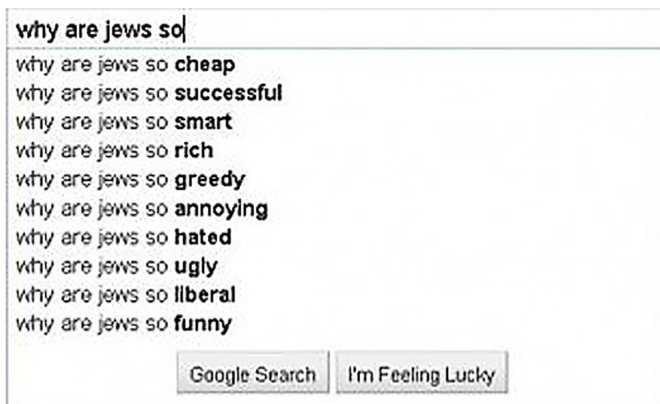 why are jews so
why are jews so cheap
why are jews so successful
why are jews so smart
why are jews so rich
why are jews so greedy
why are jews so annoying
why are jews so hated
why are jews so ugly
why are jews so liberal
why are jews so funny
Google Search I'm Feeling Lucky